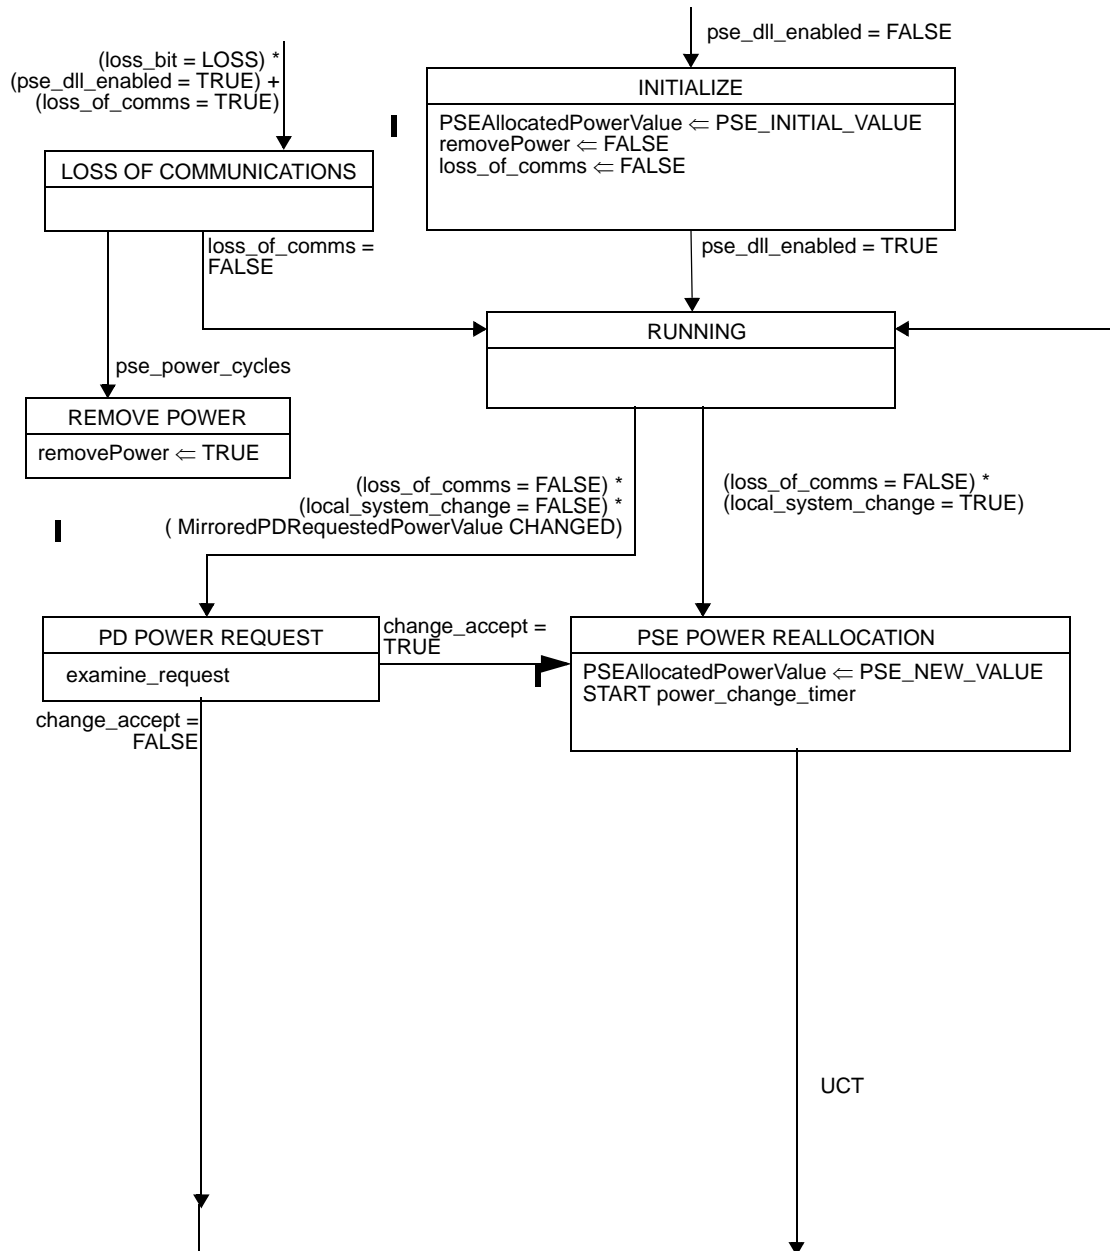 pse_dll_enabled = FALSE
(loss_bit = LOSS) *
(pse_dll_enabled = TRUE) +
(loss_of_comms = TRUE)
INITIALIZE
PSEAllocatedPowerValue ⇐ PSE_INITIAL_VALUE
removePower ⇐ FALSE
loss_of_comms ⇐ FALSE
LOSS OF COMMUNICATIONS
loss_of_comms =
FALSE
pse_dll_enabled = TRUE
RUNNING
pse_power_cycles
REMOVE POWER
removePower ⇐ TRUE
(loss_of_comms = FALSE) *
(local_system_change = FALSE) *
( MirroredPDRequestedPowerValue CHANGED)
(loss_of_comms = FALSE) *
(local_system_change = TRUE)
PD POWER REQUEST
examine_request
change_accept =
TRUE
PSE POWER REALLOCATION
PSEAllocatedPowerValue ⇐ PSE_NEW_VALUE
START power_change_timer
change_accept =
FALSE
UCT